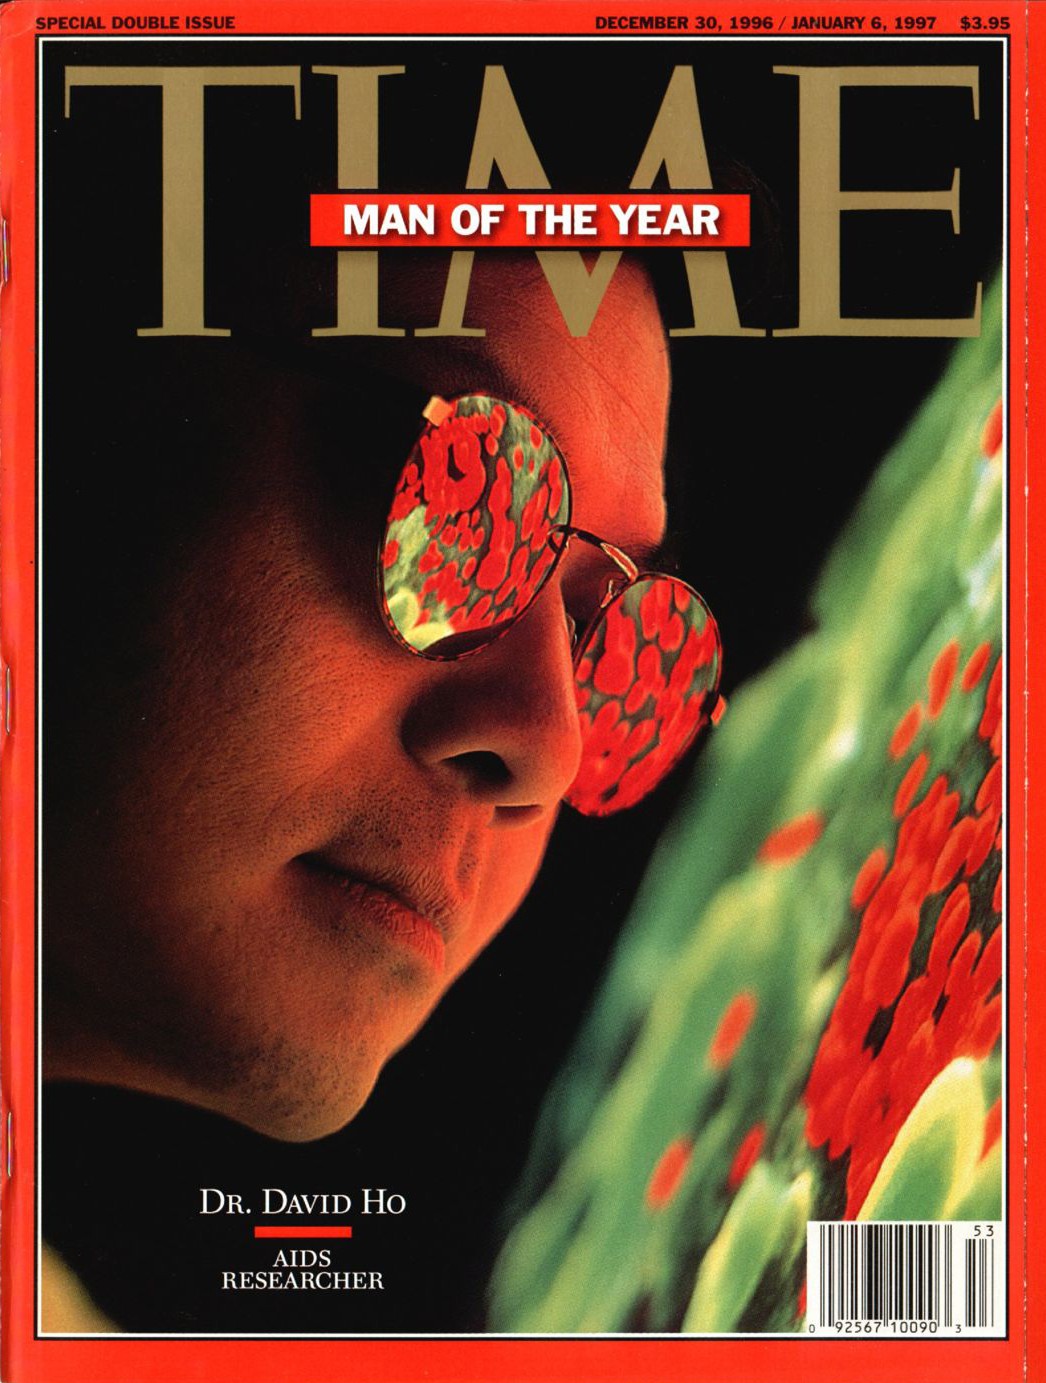 SPECIAL DOUBLE ISSUE
DECEMBER 30, 1996 / JANUARY 6, 1997 $3.95
TIME
MAN OF THE YEAR
DR. DAVID HO
AIDS
RESEARCHER
53
0 92567 10090 3